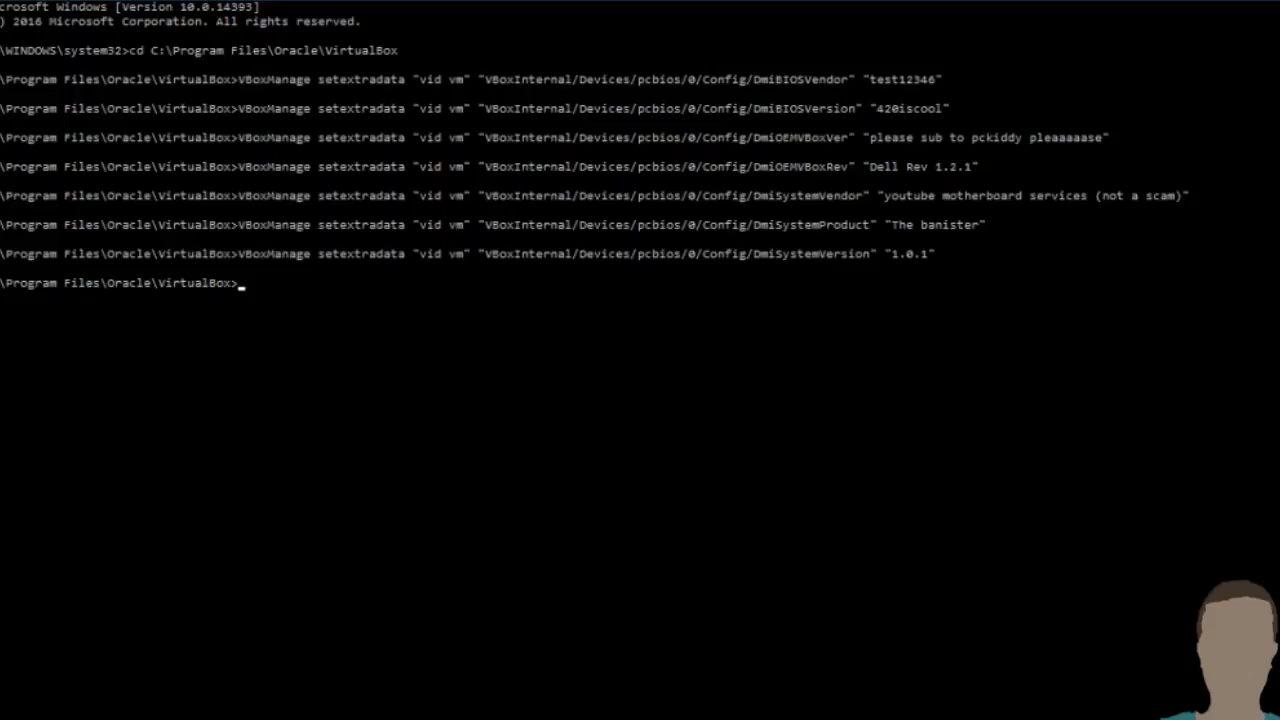 crosoft Windows [Version 10.0.14393]
) 2016 Microsoft Corporation. All rights reserved.
\WINDOWS\system32>cd C:\Program Files\Oracle\VirtualBox
\Program Files\Oracle\VirtualBox>VBoxManage setextradata "vid vm" "VBoxInternal/Devices/pcbios/0/Config/DmiBIOSVendor" "test12346"
\Program Files\Oracle\VirtualBox>VBoxManage setextradata "vid vm" "VBoxInternal/Devices/pcbios/0/Config/DmiBIOSVersion" "420iscool"
\Program Files\Oracle\VirtualBox>VBoxManage setextradata "vid vm" "VBoxInternal/Devices/pcbios/0/Config/DmiOEMVBoxVer" "please sub to pckiddy pleaaaaase"
\Program Files\Oracle\VirtualBox>VBoxManage setextradata "vid vm" "VBoxInternal/Devices/pcbios/0/Config/DmiOEMVBoxRev" "Dell Rev 1.2.1"
\Program Files\Oracle\VirtualBox>VBoxManage setextradata "vid vm" "VBoxInternal/Devices/pcbios/0/Config/DmiSystemVendor" "youtube motherboard services (not a scam)"
\Program Files\Oracle\VirtualBox>VBoxManage setextradata "vid vm" "VBoxInternal/Devices/pcbios/0/Config/DmiSystemProduct" "The banister"
\Program Files\Oracle\VirtualBox>VBoxManage setextradata "vid vm" "VBoxInternal/Devices/pcbios/0/Config/DmiSystemVersion" "1.0.1"
\Program Files\Oracle\VirtualBox>